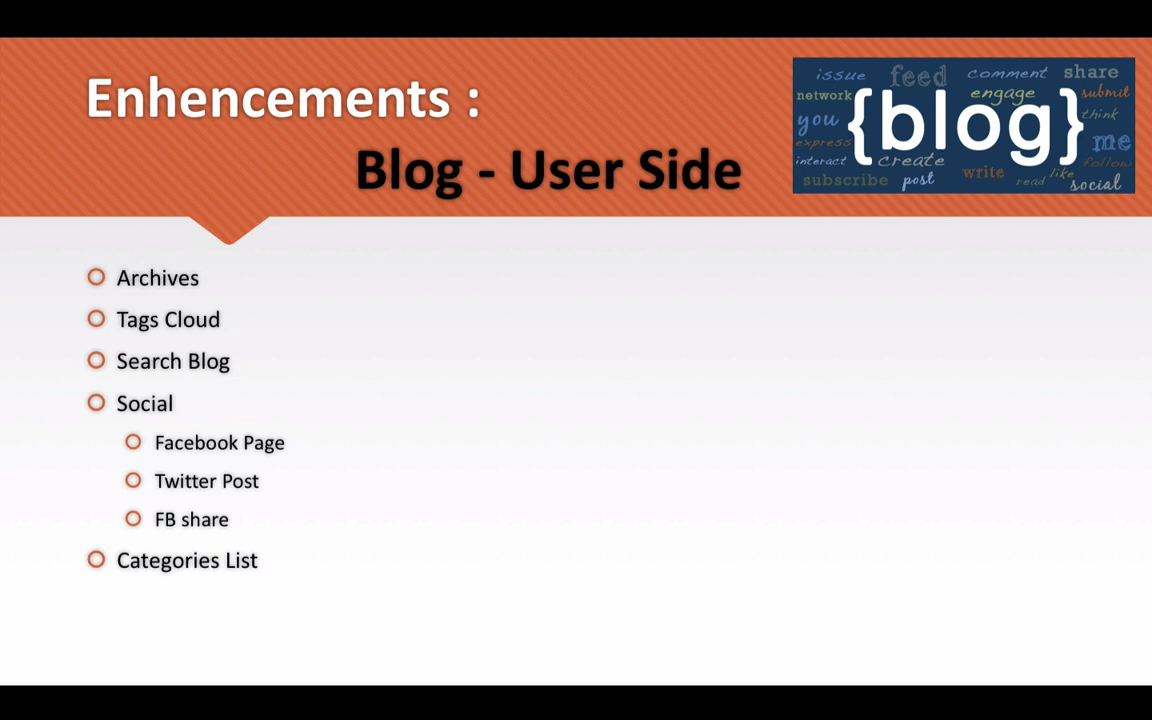 Enhencements :
Blog - User Side
issue feed comment share
network engage submit
you {blog} think
express me
interact create follow
subscribe post write read like social
Archives
Tags Cloud
Search Blog
Social
Facebook Page
Twitter Post
FB share
Categories List